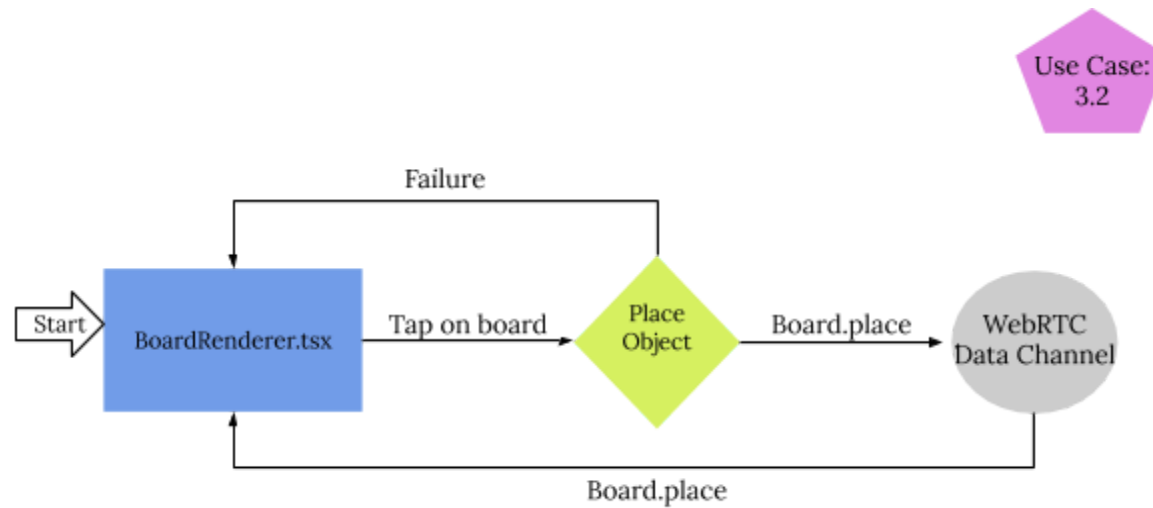 Use Case:
3.2
Failure
Start
BoardRenderer.tsx
Tap on board
Place
Object
Board.place
WebRTC
Data Channel
Board.place